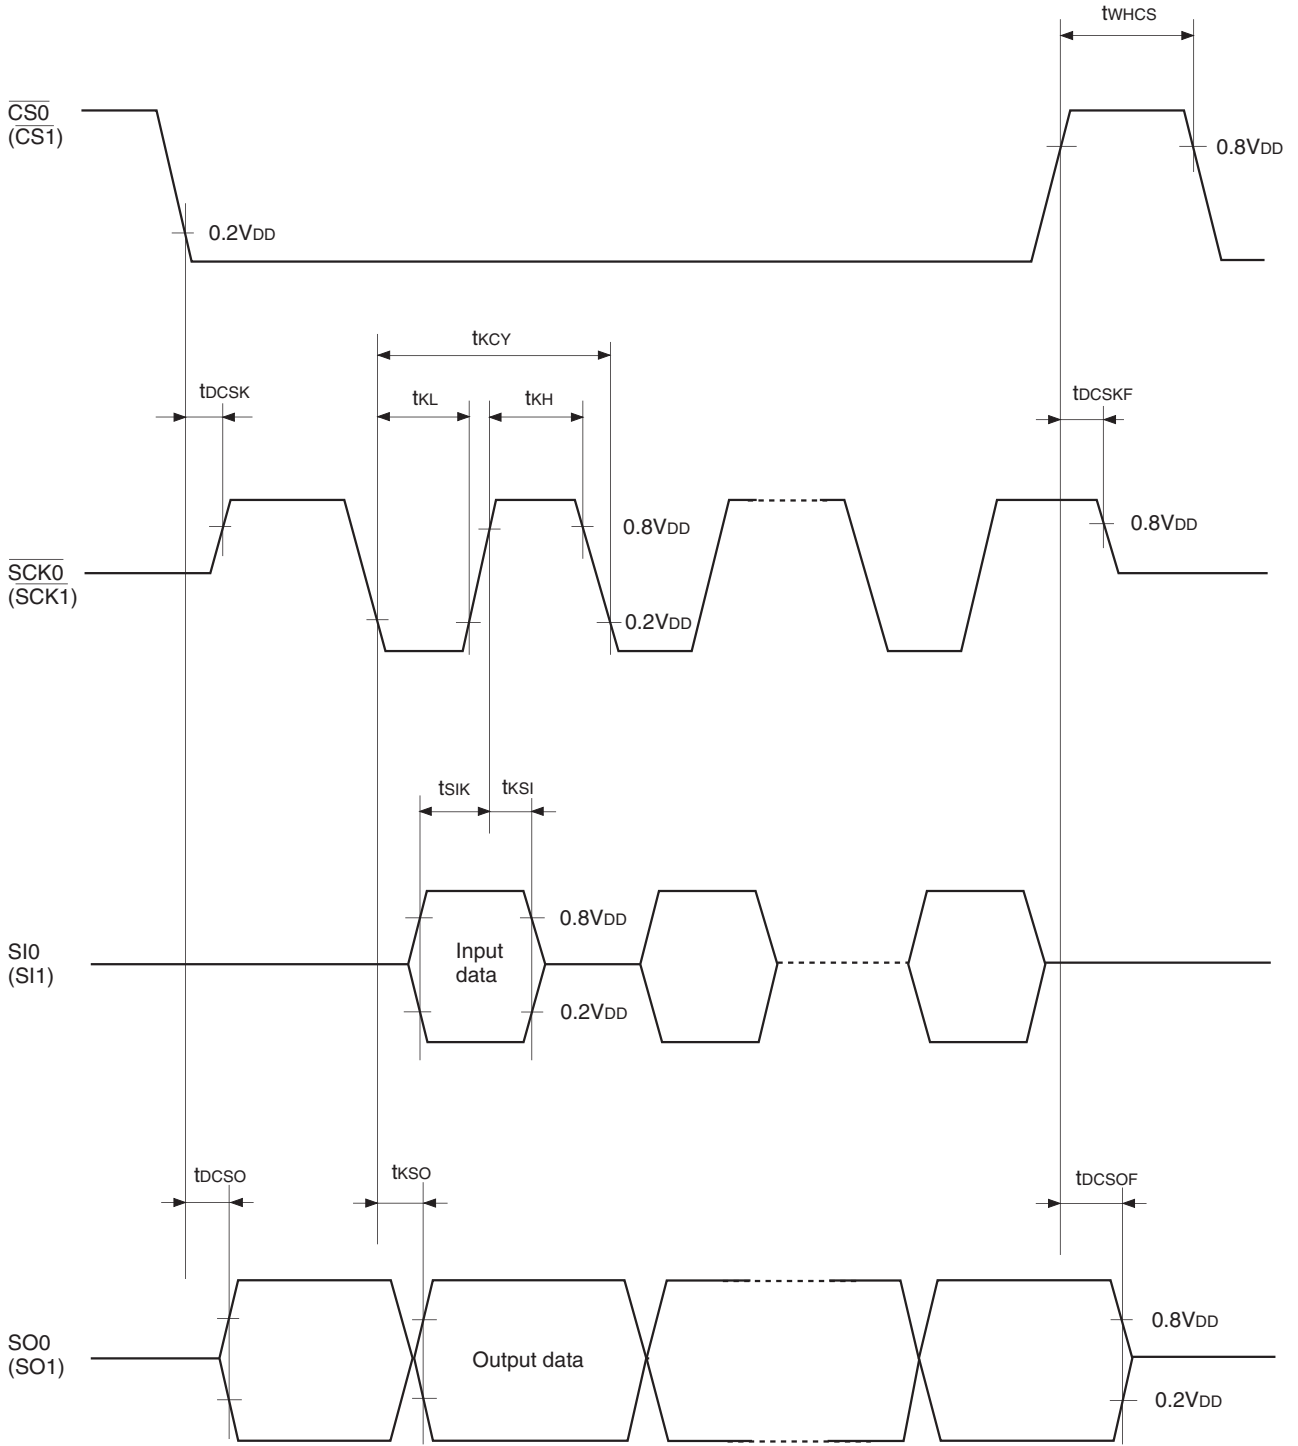 tWHCS
CS0
(CS1)
0.8VDD
0.2VDD
tKCY
tDCSK
tKL
tKH
tDCSKF
0.8VDD
0.8VDD
SCK0
(SCK1)
0.2VDD
tSIK
tKSI
0.8VDD
SI0
(SI1)
Input
data
0.2VDD
tDCSO
tKSO
tDCSOF
0.8VDD
SO0
(SO1)
Output data
0.2VDD